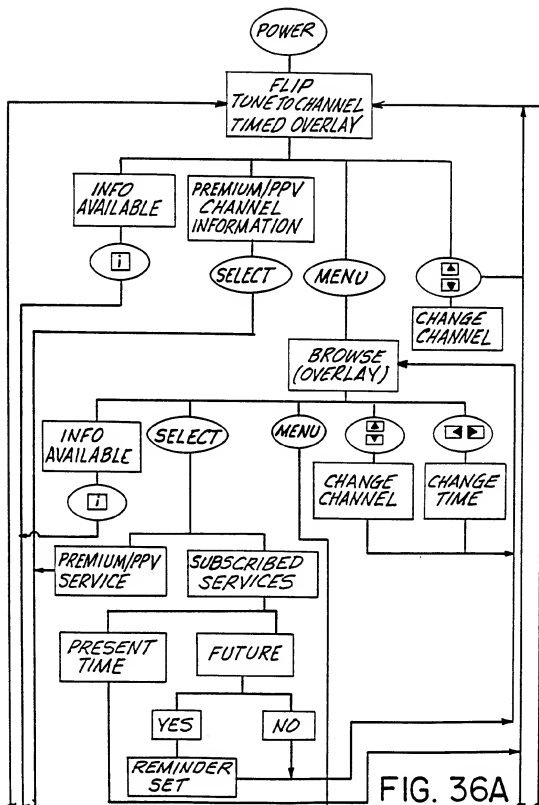 POWER
FLIP
TUNE TO CHANNEL
TIMED OVERLAY
INFO
AVAILABLE
PREMIUM/PPV
CHANNEL
INFORMATION
i
SELECT
MENU
CHANGE
CHANNEL
BROWSE
(OVERLAY)
INFO
AVAILABLE
SELECT
MENU
i
CHANGE
CHANNEL
CHANGE
TIME
PREMIUM/PPV
SERVICE
SUBSCRIBED
SERVICES
PRESENT
TIME
FUTURE
YES
NO
REMINDER
SET
FIG. 36A